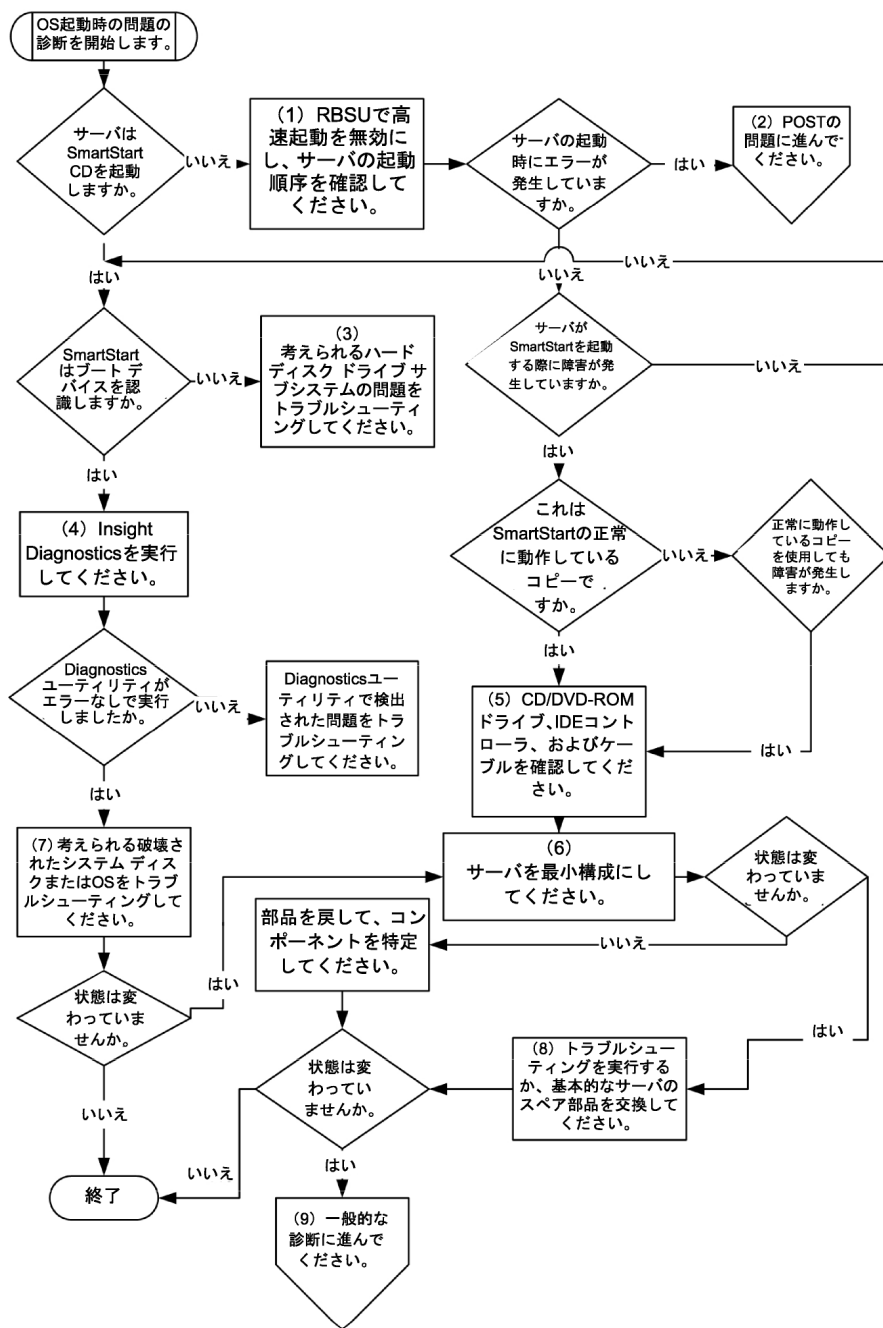 OS起動時の問題の
診断を開始します。
サーバは
SmartStart
CDを起動
しますか。
いいえ
(1) RBSUで高
速起動を無効に
し、サーバの起動
順序を確認して
ください。
サーバの起動
時にエラーが
発生していま
すか。
はい
(2) POSTの
問題に進んで
ください。
はい
いいえ
いいえ
SmartStart
はブート デ
バイスを認
識しますか。
いいえ
(3)
考えられるハード
ディスク ドライブ サ
ブシステムの問題を
トラブルシューティ
ングしてください。
サーバが
SmartStartを起動
する際に障害が発
生していますか。
はい
はい
(4) Insight
Diagnosticsを実行
してください。
これは
SmartStartの正常
に動作している
コピーで
すか。
いいえ
正常に動作し
ているコピー
を使用しても
障害が発生し
ますか。
はい
はい
Diagnostics
ユーティリティが
エラーなしで実行
しましたか。
いいえ
Diagnosticsユー
ティリティで検出
された問題をトラ
ブルシューティン
グしてください。
(5) CD/DVD-ROM
ドライブ、IDEコント
ローラ、およびケー
ブルを確認してくだ
さい。
はい
(7) 考えられる破壊さ
れたシステム ディス
クまたはOSをトラブ
ルシューティングして
ください。
(6)
サーバを最小構成にし
てください。
状態は変
わっていま
せんか。
いいえ
はい
部品を戻して、コン
ポーネントを特定
してください。
はい
状態は変
わっていま
せんか。
いいえ
状態は変
わってい
ませんか。
(8) トラブルシュー
ティングを実行する
か、基本的なサーバの
スペア部品を交換して
ください。
いいえ
はい
終了
(9) 一般的な
診断に進んで
ください。